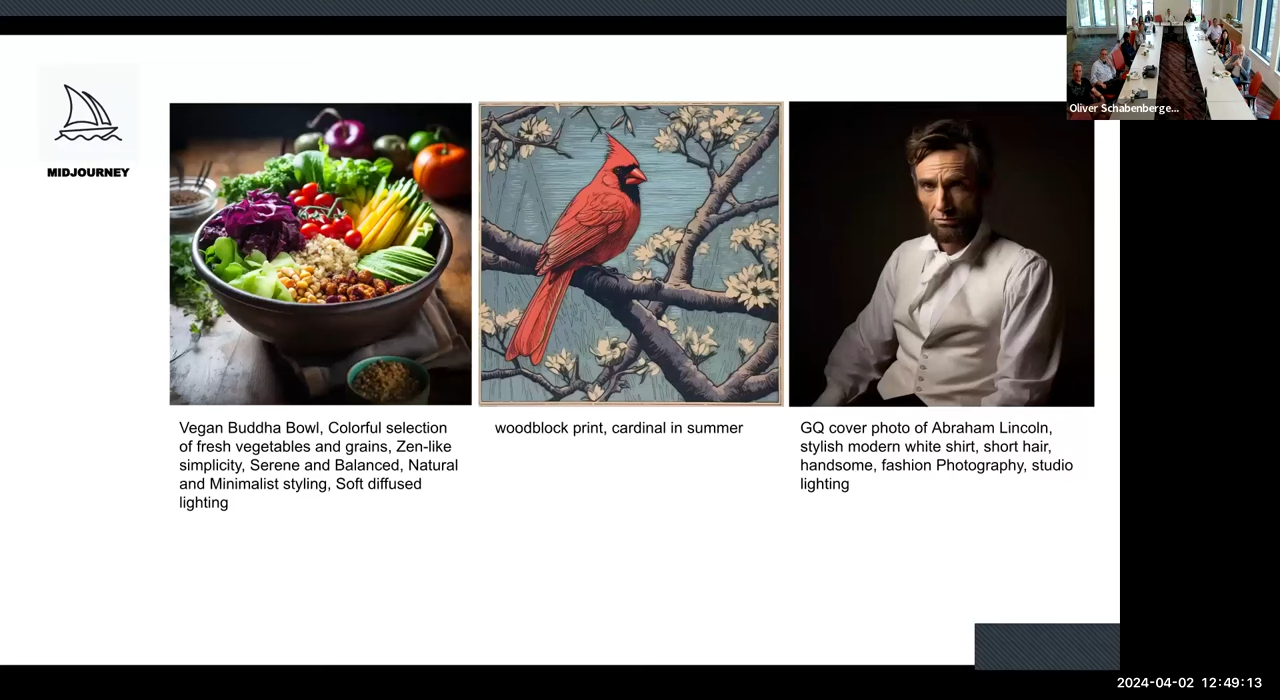 Oliver Schabenberge...
MIDJOURNEY
Vegan Buddha Bowl, Colorful selection
of fresh vegetables and grains, Zen-like
simplicity, Serene and Balanced, Natural
and Minimalist styling, Soft diffused
lighting
woodblock print, cardinal in summer
GQ cover photo of Abraham Lincoln,
stylish modern white shirt, short hair,
handsome, fashion Photography, studio
lighting
2024-04-02 12:49:13